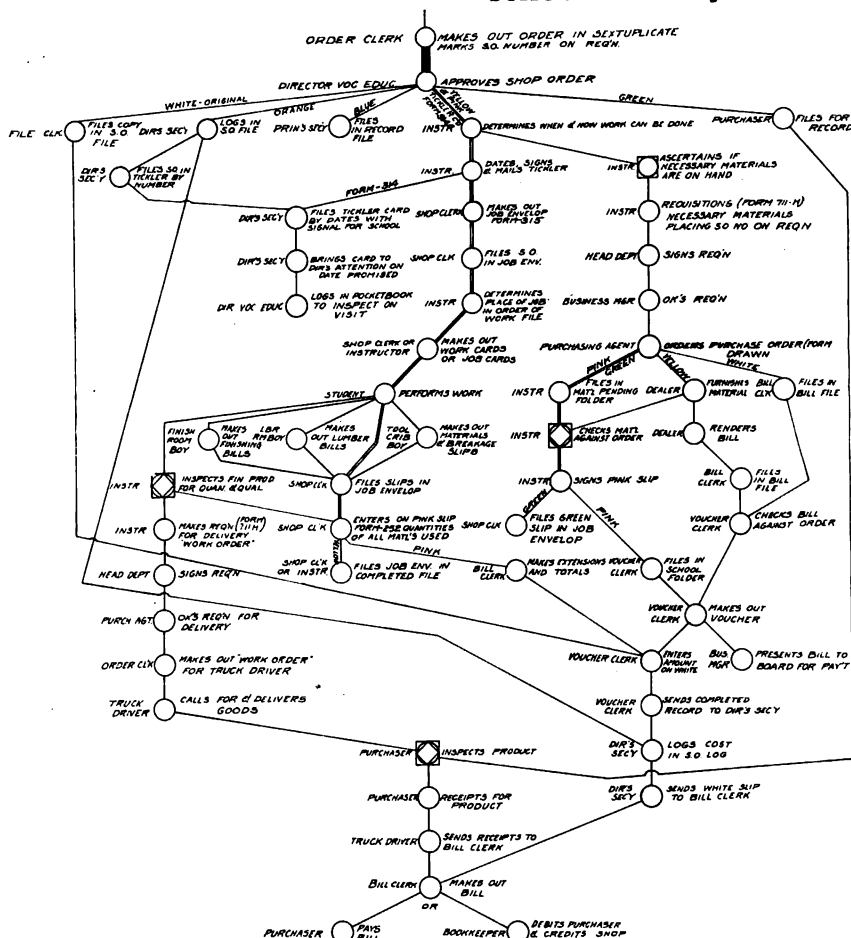 ORDER CLERK MAKES OUT ORDER IN SEXTUPLICATE
MARKS S.O. NUMBER ON REQ'N.
DIRECTOR VOC EDUC APPROVES SHOP ORDER
WHITE-ORIGINAL
ORANGE
BLUE
YELLOW
GREEN
FILE CLK FILES COPY
IN S.O.
FILE
DIRS SEC'Y LOGS IN
S.O FILE
PRIN'S SEC'Y FILES
IN RECORD
FILE
INSTR DETERMINES WHEN & HOW WORK CAN BE DONE
PURCHASER FILES FOR
RECORD
DIR'S
SEC'Y FILES S.O. IN
TICKLER BY
NUMBER
INSTR. DATES, SIGNS
& MAILS TICKLER
INSTR ASCERTAINS IF
NECESSARY MATERIALS
ARE ON HAND
FORM-314
DIR'S SEC'Y FILES TICKLER CARD
BY DATES WITH
SIGNAL FOR SCHOOL
SHOP CLERK MAKES OUT
JOB ENVELOP
FORM-315
INSTR REQUISITIONS (FORM 711-H)
NECESSARY MATERIALS
PLACING SO NO ON REQ'N
DIR'S SEC'Y BRINGS CARD TO
DIR'S ATTENTION ON
DATE PROMISED
SHOP CLK FILES S.O.
IN JOB ENV.
HEAD DEPT SIGNS REQ'N
DIR VOC EDUC LOGS IN POCKETBOOK
TO INSPECT ON
VISIT
INSTR DETERMINES
PLACE OF JOB
IN ORDER OF
WORK FILE
BUSINESS MGR OK'S REQ'N
SHOP CLERK OR
INSTRUCTOR MAKES OUT
WORK CARDS
OR JOB CARDS
PURCHASING AGENT ORDERS (PURCHASE ORDER (FORM
DRAWN
PINK
GREEN
YELLOW
WHITE
STUDENT PERFORMS WORK
INSTR FILES IN
MAT'L PENDING
FOLDER
DEALER FURNISHES
MATERIAL
BILL
CLK FILES IN
BILL FILE
FINISH
ROOM
BOY MAKES
OUT
FINISHING
BILLS
LBR
RM BOY MAKES
OUT LUMBER
BILLS
TOOL
CRIB
BOY MAKES OUT
MATERIALS
& BREAKAGE
SLIPS
INSTR CHECKS MAT'L
AGAINST ORDER
DEALER RENDERS
BILL
INSTR INSPECTS FIN PROD
FOR QUAN. & QUAL
SHOP CLK FILES SLIPS IN
JOB ENVELOP
INSTR SIGNS PINK SLIP
BILL
CLERK FILES
IN BILL
FILE
GREEN
PINK
INSTR MAKES REQ'N (FORM 711H)
FOR DELIVERY
"WORK ORDER"
SHOP CL'K ENTERS ON PINK SLIP
FORM-252 QUANTITIES
OF ALL MAT'L'S USED
SHOP CLK FILES GREEN
SLIP IN JOB
ENVELOP
VOUCHER
CLERK CHECKS BILL
AGAINST ORDER
YELLOW
PINK
HEAD DEPT SIGNS REQ'N
SHOP CL'K
OR INSTR FILES JOB ENV. IN
COMPLETED FILE
BILL
CLERK MAKES EXTENSIONS
AND TOTALS
VOUCHER
CLERK FILES IN
SCHOOL
FOLDER
PURCH AGT. OK'S REQ'N FOR
DELIVERY
VOUCHER
CLERK MAKES OUT
VOUCHER
ORDER CLK MAKES OUT "WORK ORDER"
FOR TRUCK DRIVER
VOUCHER CLERK ENTERS
AMOUNT
ON WHITE
BUS.
MGR PRESENTS BILL TO
BOARD FOR PAY'T
TRUCK
DRIVER CALLS FOR & DELIVERS
GOODS
VOUCHER
CLERK SENDS COMPLETED
RECORD TO DIR'S SEC'Y
PURCHASER INSPECTS PRODUCT
DIR'S
SEC'Y LOGS COST
IN S.O. LOG
PURCHASER RECEIPTS FOR
PRODUCT
DIR'S
SEC'Y SENDS WHITE SLIP
TO BILL CLERK
TRUCK DRIVER SENDS RECEIPTS TO
BILL CLERK
BILL CLERK MAKES OUT
BILL
OR
PURCHASER PAYS
BILL
BOOKKEEPER DEBITS PURCHASER
& CREDITS SHOP